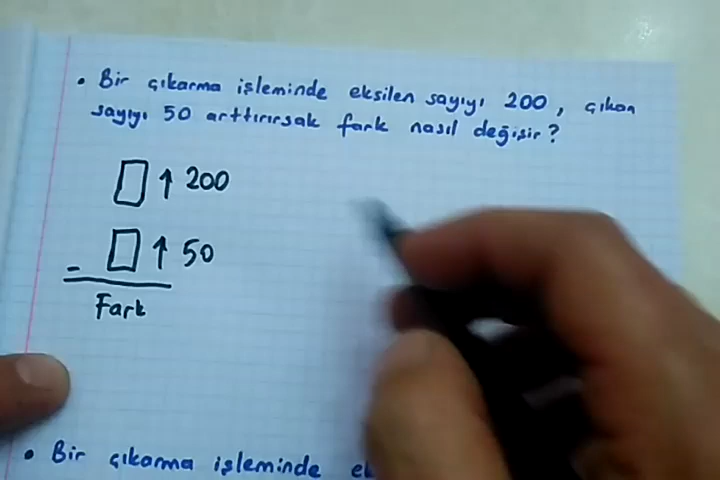 • Bir çıkarma işleminde eksilen sayıyı 200, çıkan
sayıyı 50 arttırırsak fark nasıl değişir?
↑ 200
- ↑ 50
Fark
• Bir çıkarma işleminde